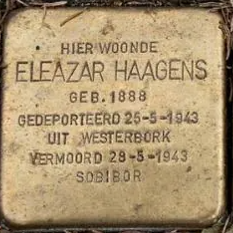 HIER WOONDE
ELEAZAR HAAGENS
GEB. 1888
GEDEPORTEERD 25-5-1943
UIT WESTERBORK
VERMOORD 28-5-1943
SOBIBOR